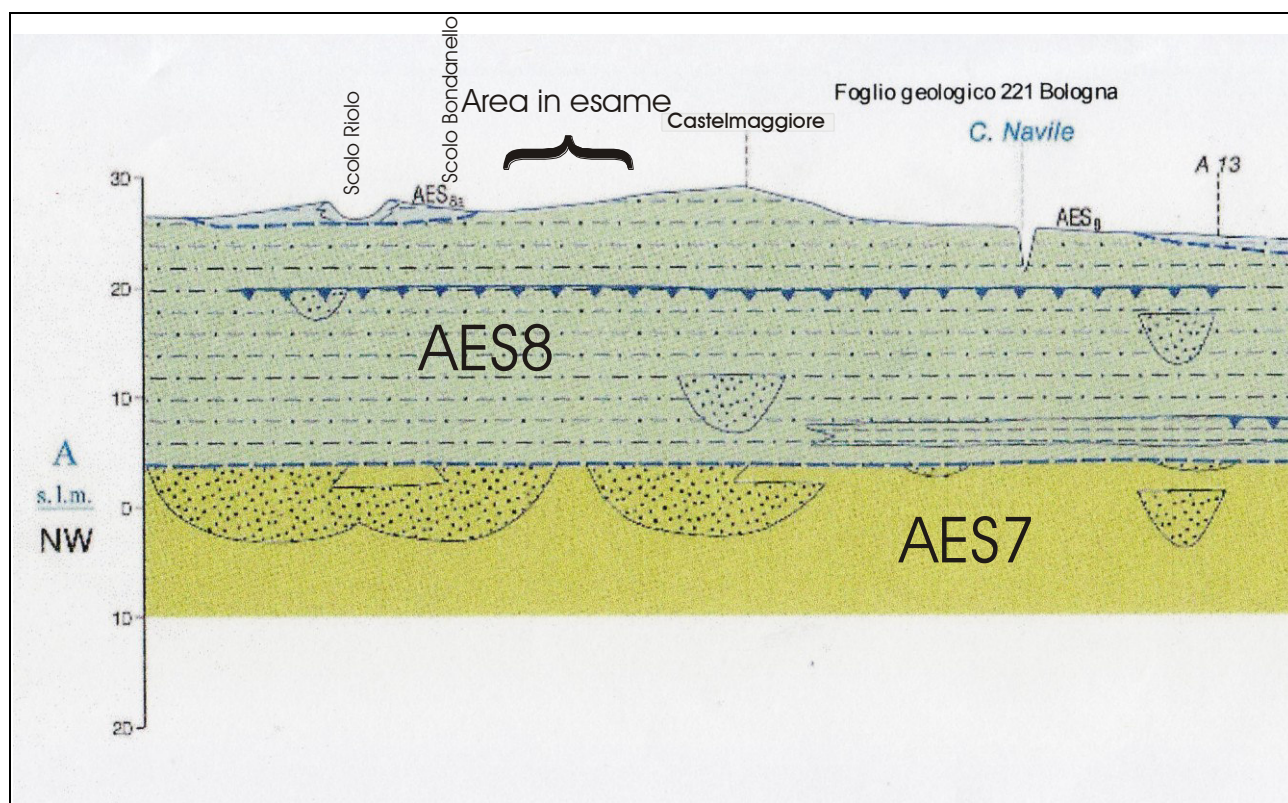 Scolo Riolo
Scolo Bondanello
Area in esame
Castelmaggiore
Foglio geologico 221 Bologna
C. Navile
A 13
AES8a
AES8
30
20
10
0
10
20
AES8
AES7
A
s.l.m.
NW